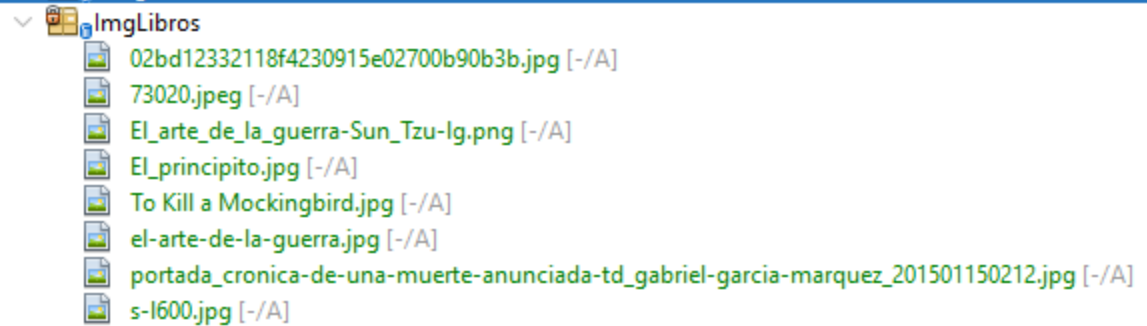 ImgLibros
02bd12332118f4230915e02700b90b3b.jpg [-/A]
73020.jpeg [-/A]
El_arte_de_la_guerra-Sun_Tzu-lg.png [-/A]
El_principito.jpg [-/A]
To Kill a Mockingbird.jpg [-/A]
el-arte-de-la-guerra.jpg [-/A]
portada_cronica-de-una-muerte-anunciada-td_gabriel-garcia-marquez_201501150212.jpg [-/A]
s-l600.jpg [-/A]